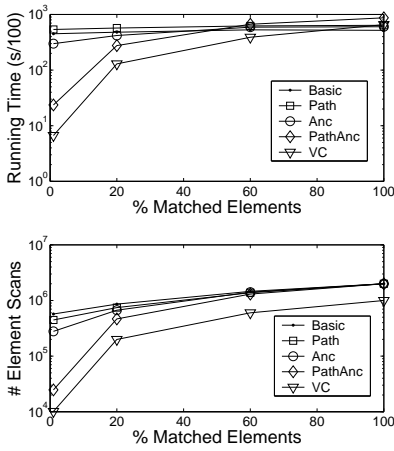 10^3
10^2
10^1
10^0
Running Time (s/100)
Basic
Path
Anc
PathAnc
VC
0 20 40 60 80 100
% Matched Elements
10^7
10^6
10^5
10^4
# Element Scans
Basic
Path
Anc
PathAnc
VC
0 20 40 60 80 100
% Matched Elements